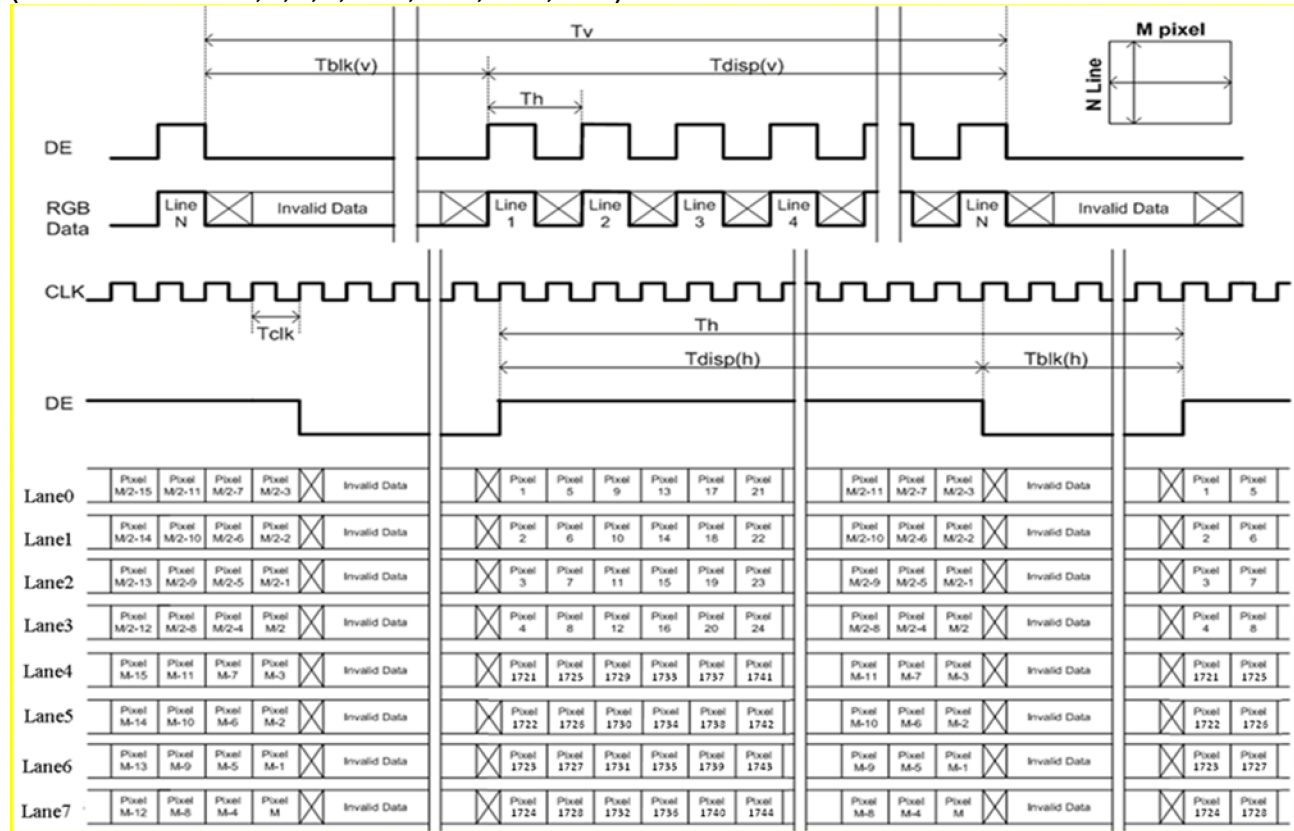 Tv
M pixel
Tblk(v)
Tdisp(v)
Th
N Line
DE
RGB Data
Line N
Invalid Data
Line 1
Line 2
Line 3
Line 4
Line N
Invalid Data
CLK
Tclk
Th
Tdisp(h)
Tblk(h)
DE
Lane0 Pixel M/2-15 Pixel M/2-11 Pixel M/2-7 Pixel M/2-3 Invalid Data Pixel 1 Pixel 5 Pixel 9 Pixel 13 Pixel 17 Pixel 21 Pixel M/2-11 Pixel M/2-7 Pixel M/2-3 Invalid Data Pixel 1 Pixel 5
Lane1 Pixel M/2-14 Pixel M/2-10 Pixel M/2-6 Pixel M/2-2 Invalid Data Pixel 2 Pixel 6 Pixel 10 Pixel 14 Pixel 18 Pixel 22 Pixel M/2-10 Pixel M/2-6 Pixel M/2-2 Invalid Data Pixel 2 Pixel 6
Lane2 Pixel M/2-13 Pixel M/2-9 Pixel M/2-5 Pixel M/2-1 Invalid Data Pixel 3 Pixel 7 Pixel 11 Pixel 15 Pixel 19 Pixel 23 Pixel M/2-9 Pixel M/2-5 Pixel M/2-1 Invalid Data Pixel 3 Pixel 7
Lane3 Pixel M/2-12 Pixel M/2-8 Pixel M/2-4 Pixel M/2 Invalid Data Pixel 4 Pixel 8 Pixel 12 Pixel 16 Pixel 20 Pixel 24 Pixel M/2-8 Pixel M/2-4 Pixel M/2 Invalid Data Pixel 4 Pixel 8
Lane4 Pixel M-15 Pixel M-11 Pixel M-7 Pixel M-3 Invalid Data Pixel 1721 Pixel 1725 Pixel 1729 Pixel 1733 Pixel 1737 Pixel 1741 Pixel M-11 Pixel M-7 Pixel M-3 Invalid Data Pixel 1721 Pixel 1725
Lane5 Pixel M-14 Pixel M-10 Pixel M-6 Pixel M-2 Invalid Data Pixel 1722 Pixel 1726 Pixel 1730 Pixel 1734 Pixel 1738 Pixel 1742 Pixel M-10 Pixel M-6 Pixel M-2 Invalid Data Pixel 1722 Pixel 1726
Lane6 Pixel M-13 Pixel M-9 Pixel M-5 Pixel M-1 Invalid Data Pixel 1723 Pixel 1727 Pixel 1731 Pixel 1735 Pixel 1739 Pixel 1743 Pixel M-9 Pixel M-5 Pixel M-1 Invalid Data Pixel 1723 Pixel 1727
Lane7 Pixel M-12 Pixel M-8 Pixel M-4 Pixel M Invalid Data Pixel 1724 Pixel 1728 Pixel 1732 Pixel 1736 Pixel 1740 Pixel 1744 Pixel M-8 Pixel M-4 Pixel M Invalid Data Pixel 1724 Pixel 1728